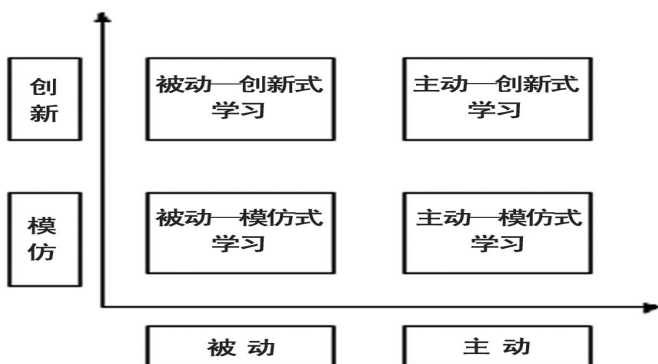 创
新
被动—创新式
学习
主动—创新式
学习
模
仿
被动—模仿式
学习
主动—模仿式
学习
被 动
主 动